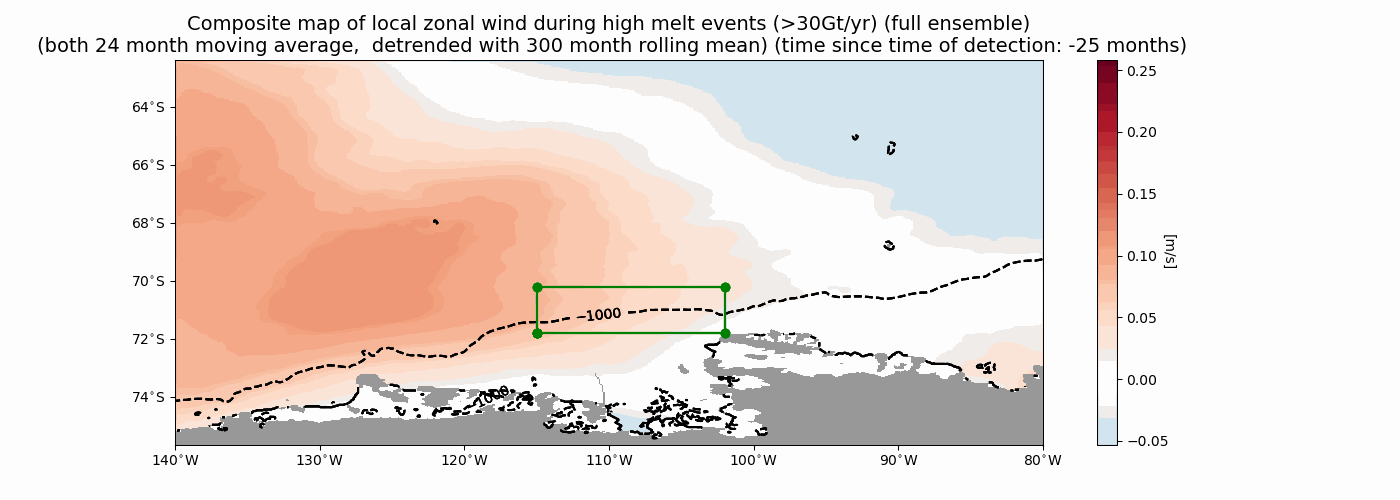 Composite map of local zonal wind during high melt events (>30Gt/yr) (full ensemble)
(both 24 month moving average,  detrended with 300 month rolling mean) (time since time of detection: -25 months)
64°S
66°S
68°S
70°S
72°S
74°S
140°W
130°W
120°W
110°W
100°W
90°W
80°W
−1000
0.25
0.20
0.15
0.10
0.05
0.00
−0.05
[m/s]